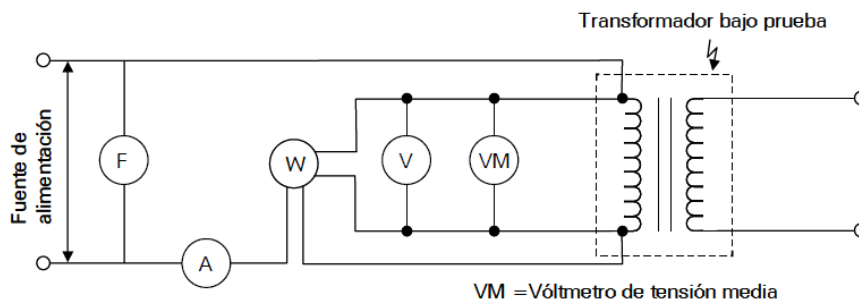 Transformador bajo prueba
Fuente de
alimentación
F
W
V
VM
A
VM =Vóltmetro de tensión media